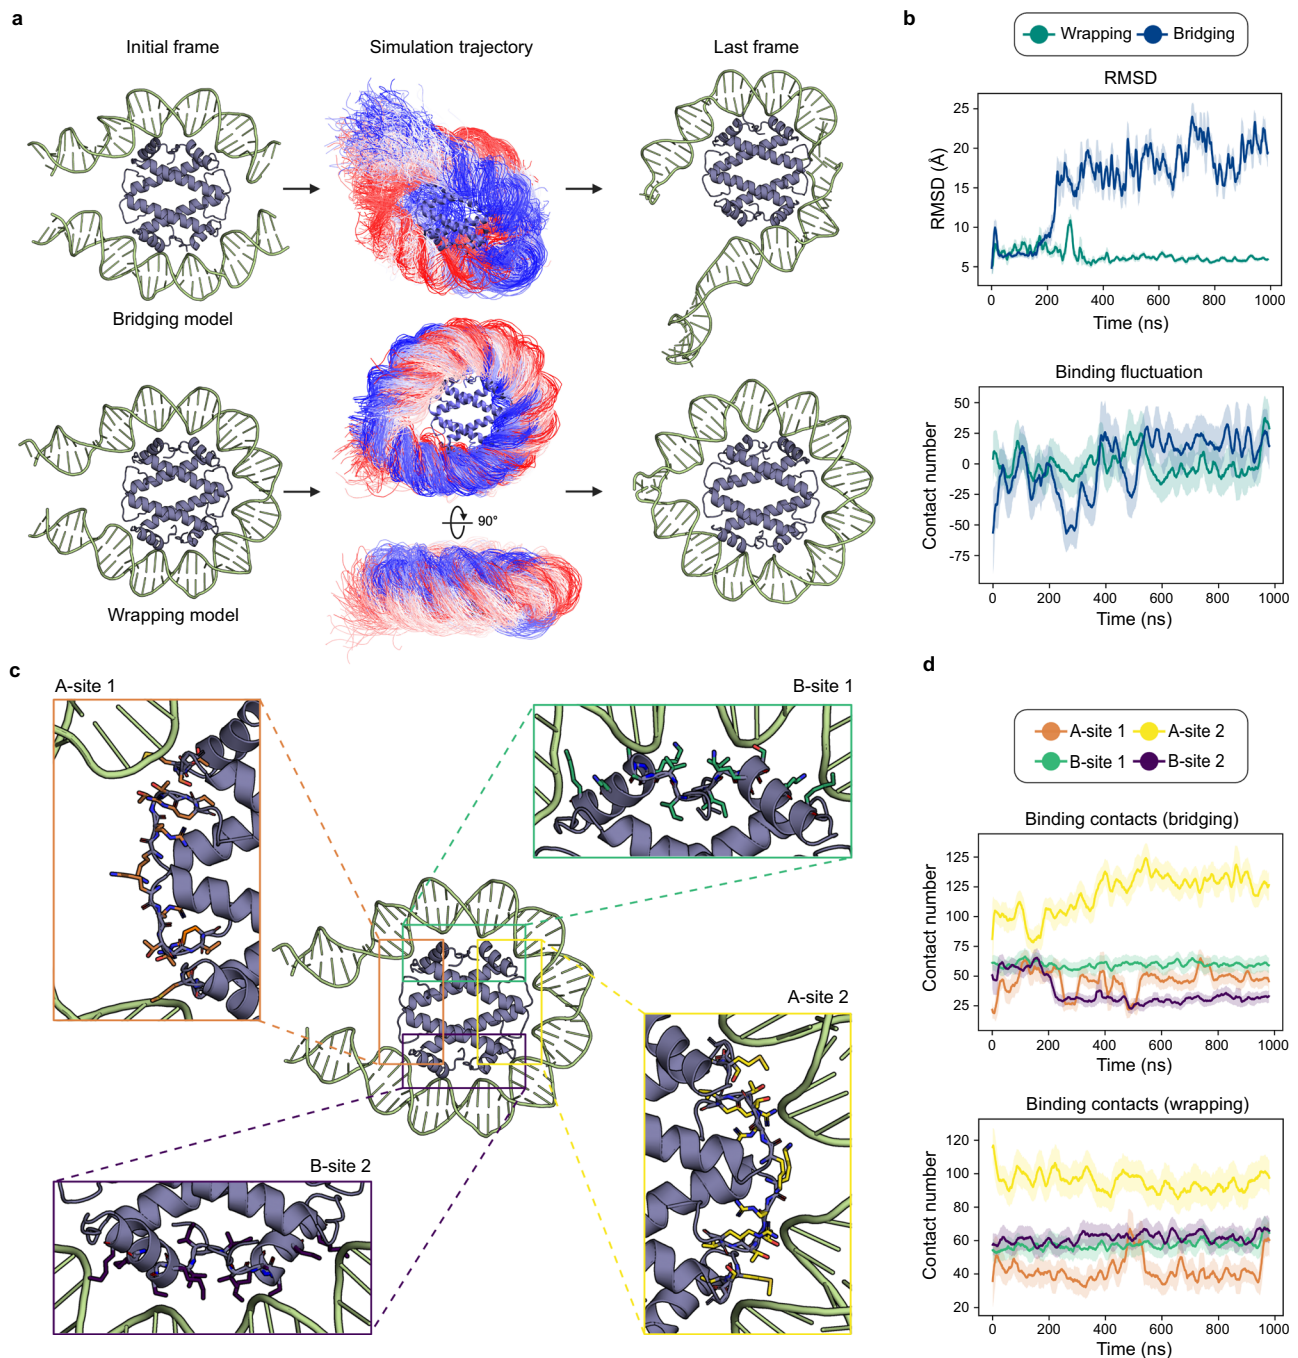 a
Initial frame
Simulation trajectory
Last frame
Bridging model
90°
Wrapping model
b
Wrapping Bridging
RMSD
RMSD (Å)
25
20
15
10
5
0 200 400 600 800 1000
Time (ns)
Binding fluctuation
Contact number
50
25
0
-25
-50
-75
0 200 400 600 800 1000
Time (ns)
c
A-site 1
B-site 1
A-site 2
B-site 2
d
A-site 1 A-site 2
B-site 1 B-site 2
Binding contacts (bridging)
Contact number
125
125
100
75
50
25
0 200 400 600 800 1000
Time (ns)
Binding contacts (wrapping)
Contact number
120
100
80
60
40
20
0 200 400 600 800 1000
Time (ns)